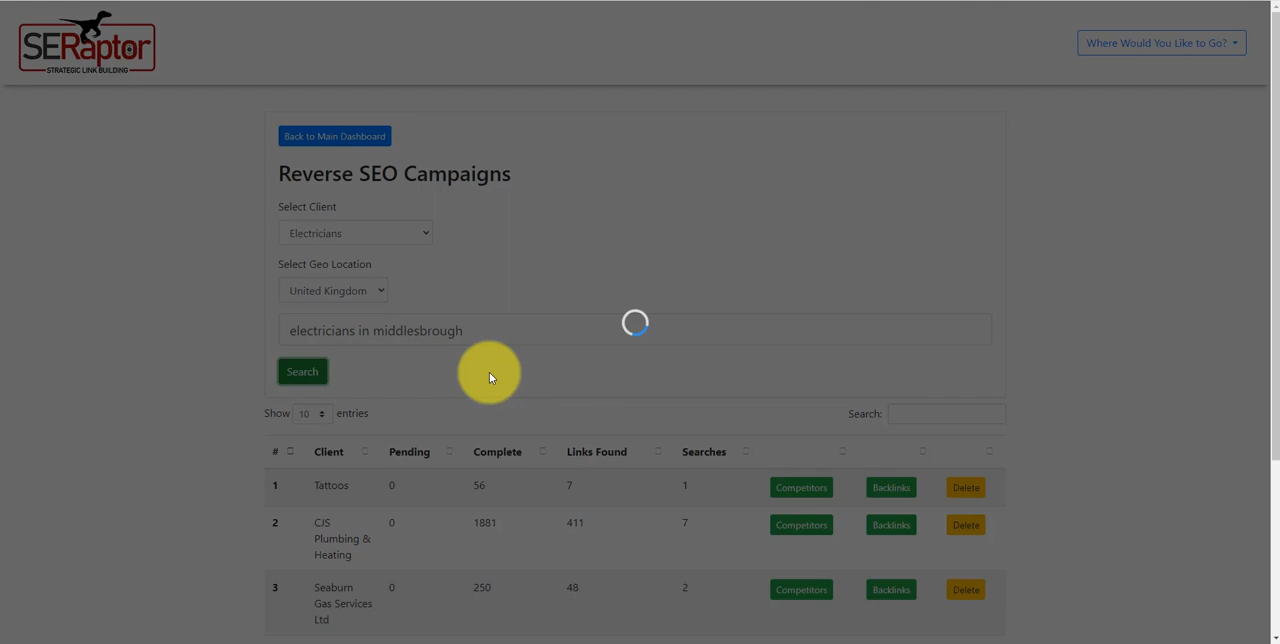 SERaptor
STRATEGIC LINK BUILDING
Where Would You Like to Go?
Back to Main Dashboard
Reverse SEO Campaigns
Select Client
Electricians
Select Geo Location
United Kingdom
electricians in middlesbrough
Search
Show 10 entries Search:
# Client Pending Complete Links Found Searches
1 Tattoos 0 56 7 1 Competitors Backlinks Delete
2 CJS 0 1881 411 7 Competitors Backlinks Delete
Plumbing &
Heating
3 Seaburn 0 250 48 2 Competitors Backlinks Delete
Gas Services
Ltd